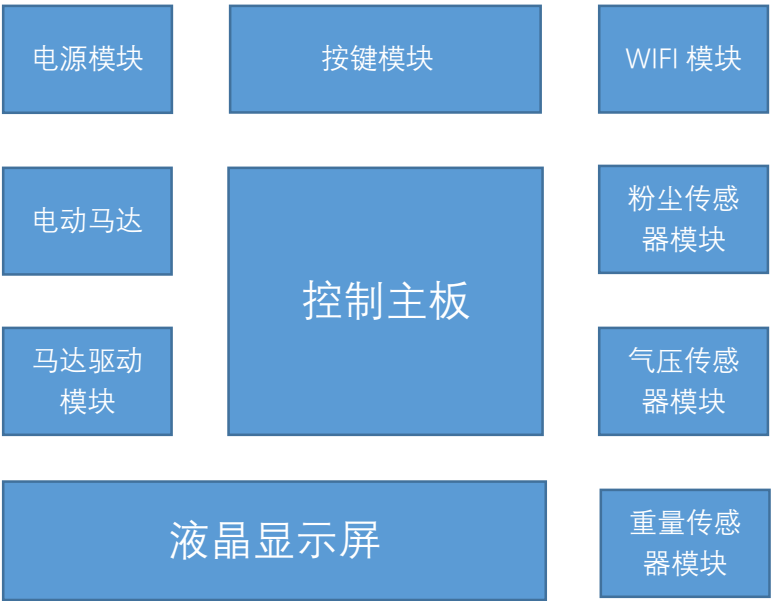 电源模块
按键模块
WIFI 模块
电动马达
控制主板
粉尘传感
器模块
马达驱动
模块
气压传感
器模块
液晶显示屏
重量传感
器模块